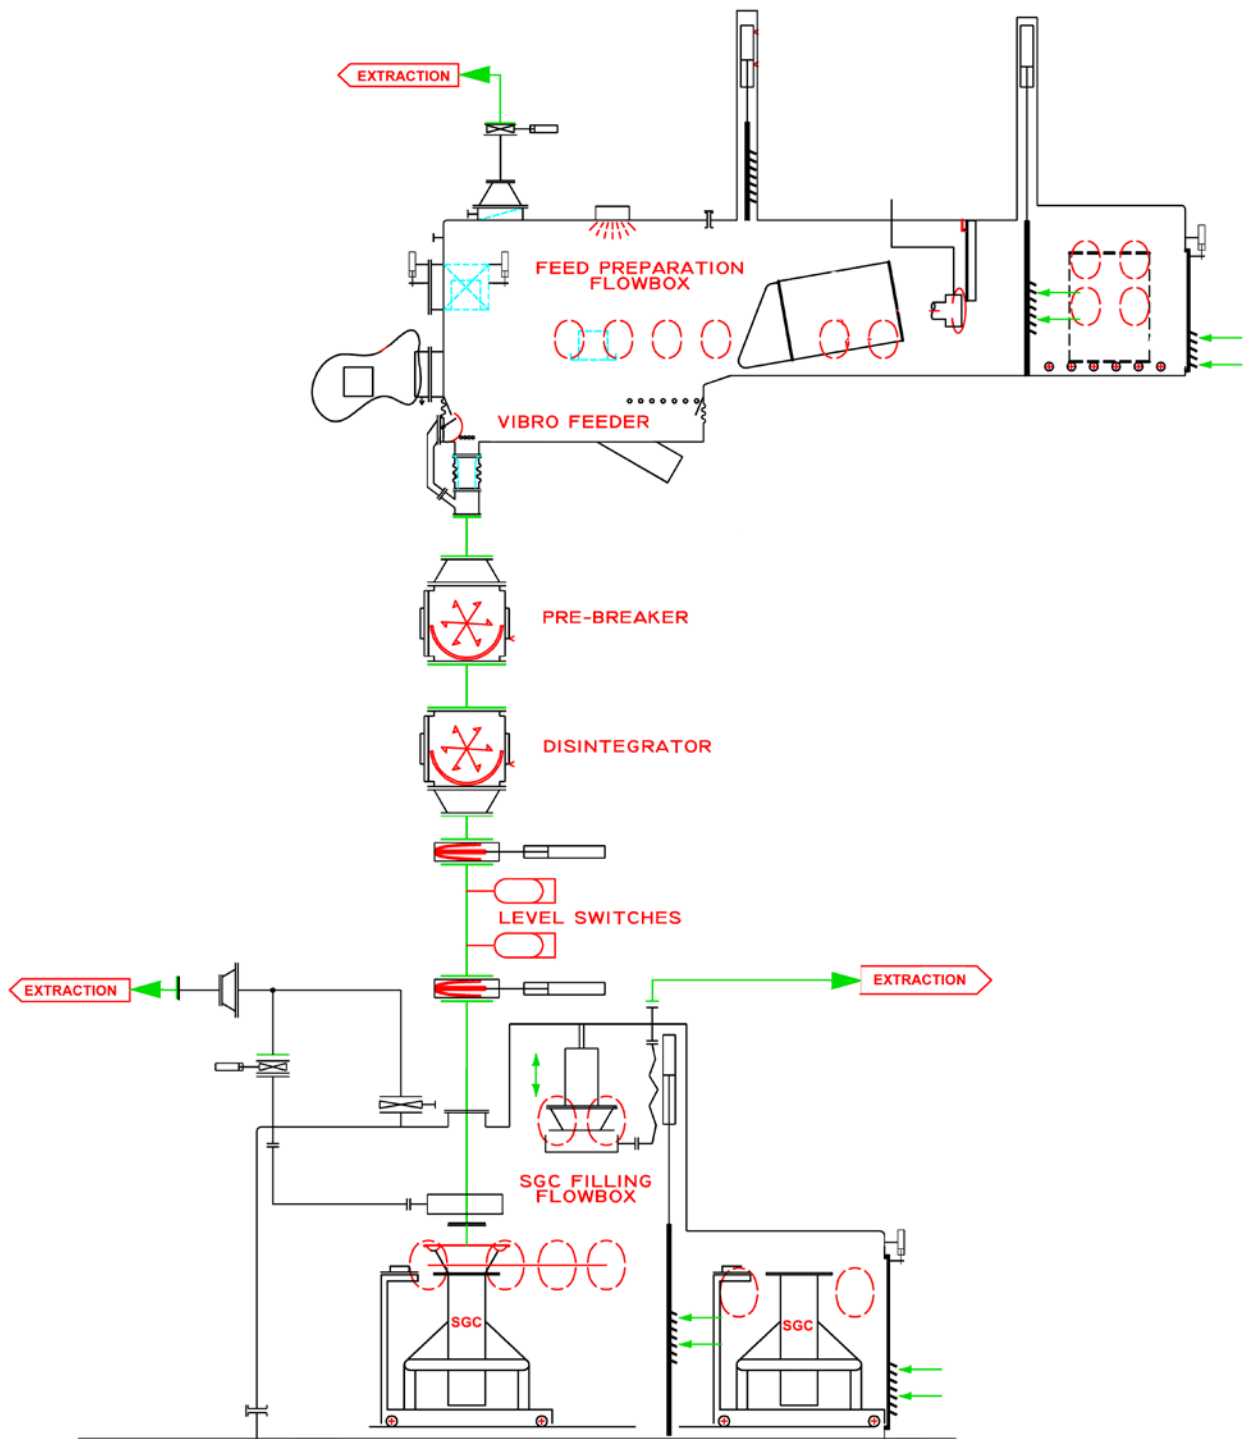 EXTRACTION
FEED PREPARATION
FLOWBOX
VIBRO FEEDER
PRE-BREAKER
DISINTEGRATOR
LEVEL SWITCHES
EXTRACTION
EXTRACTION
SGC FILLING
FLOWBOX
SGC
SGC